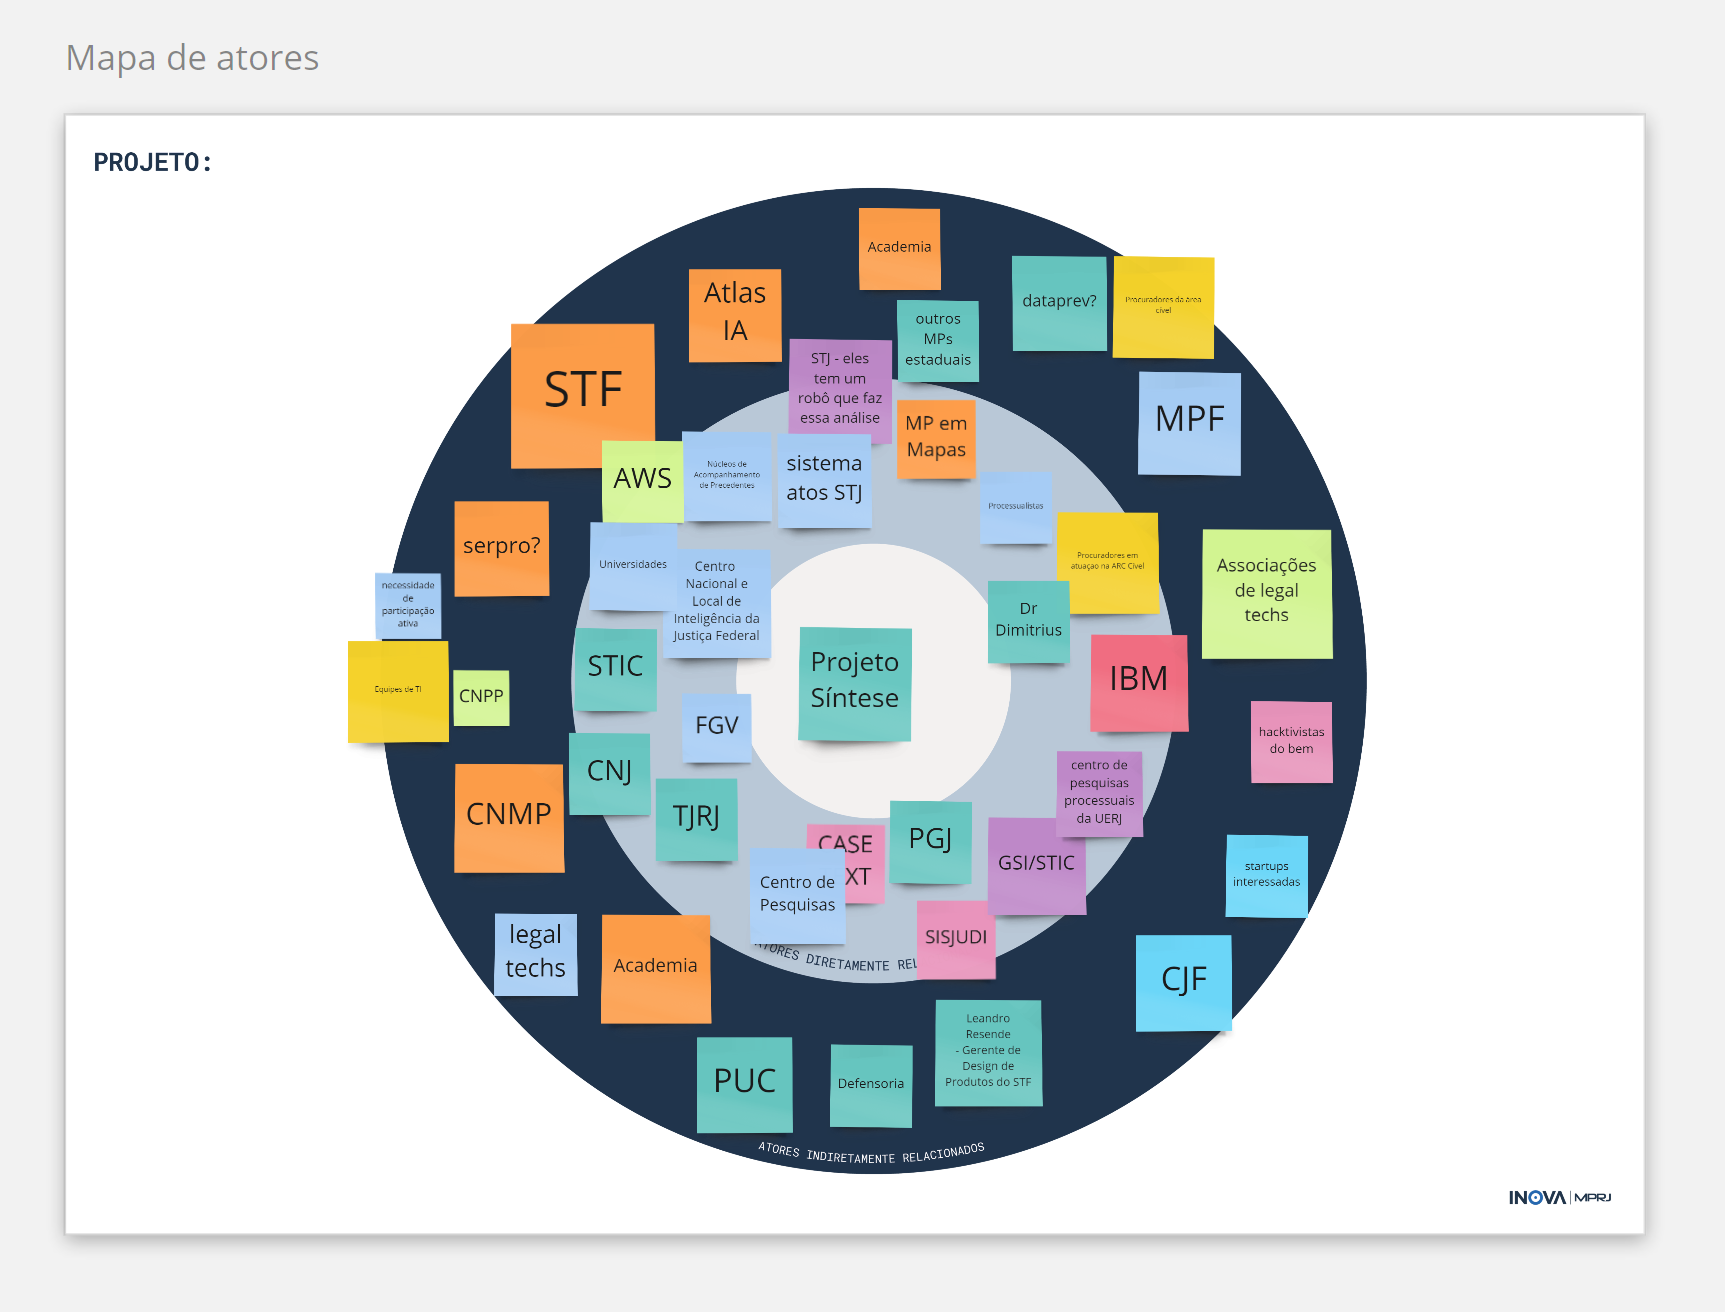 Mapa de atores
PROJETO:
Academia
Atlas
IA
dataprev?
Procuradores da área
cível
outros
MPs
estaduais
STF
STJ - eles
tem um
robô que faz
essa análise
MPF
MP em
Mapas
AWS
Núcleos de
Acompanhamento
de Precedentes
sistema
atos STJ
Processualistas
serpro?
Universidades
Centro
Nacional e
Local de
Inteligência da
Justiça Federal
Procuradores em
atuaçao na ARC Cível
Associações
de legal
techs
necessidade
de
participação
ativa
Dr
Dimitrius
STIC
Projeto
Síntese
IBM
Equipes de TI
CNPP
FGV
hacktivistas
do bem
CNJ
centro de
pesquisas
processuais
da UERJ
CNMP
TJRJ
CASE
XT
PGJ
GSI/STIC
startups
interessadas
Centro de
Pesquisas
SISJUDI
legal
techs
Academia
ATORES DIRETAMENTE REL
CJF
Leandro
Resende
- Gerente de
Design de
Produtos do STF
PUC
Defensoria
ATORES INDIRETAMENTE RELACIONADOS
INOVA | MPRJ